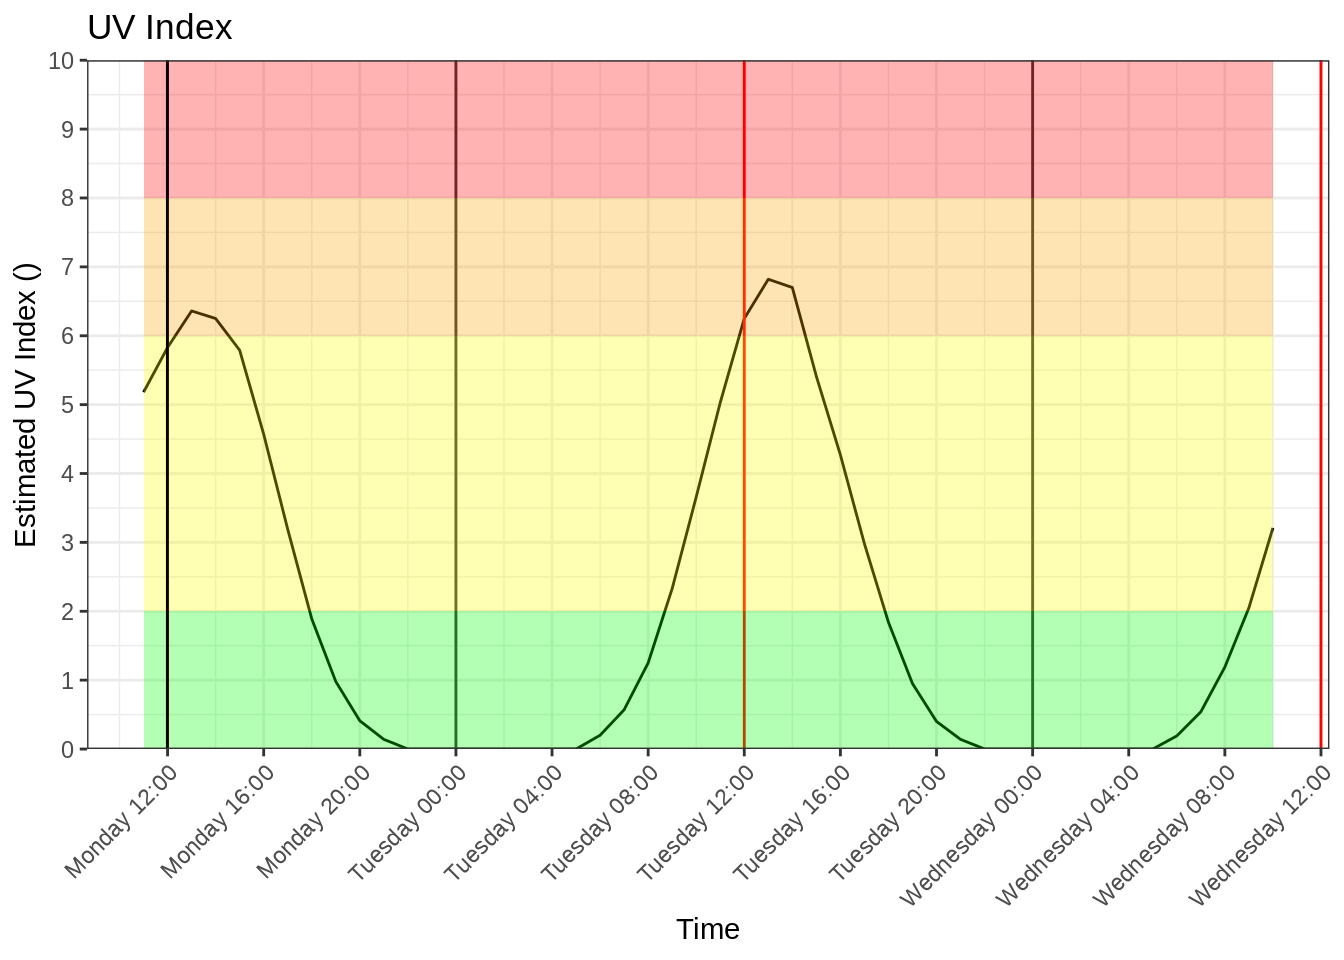 UV Index
Estimated UV Index ()
10
9
8
7
6
5
4
3
2
1
0
Monday 12:00
Monday 16:00
Monday 20:00
Tuesday 00:00
Tuesday 04:00
Tuesday 08:00
Tuesday 12:00
Tuesday 16:00
Tuesday 20:00
Wednesday 00:00
Wednesday 04:00
Wednesday 08:00
Wednesday 12:00
Time